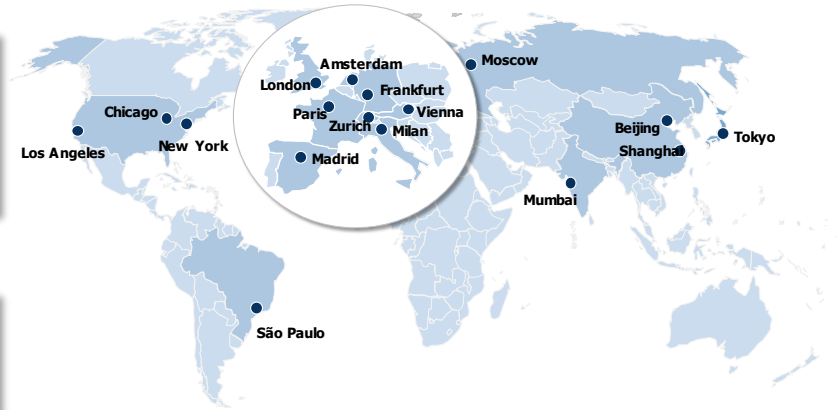 Moscow
Amsterdam
London
Frankfurt
Paris
Vienna
Zurich
Milan
Madrid
Chicago
New York
Los Angeles
Beijing
Tokyo
Shanghai
Mumbai
São Paulo